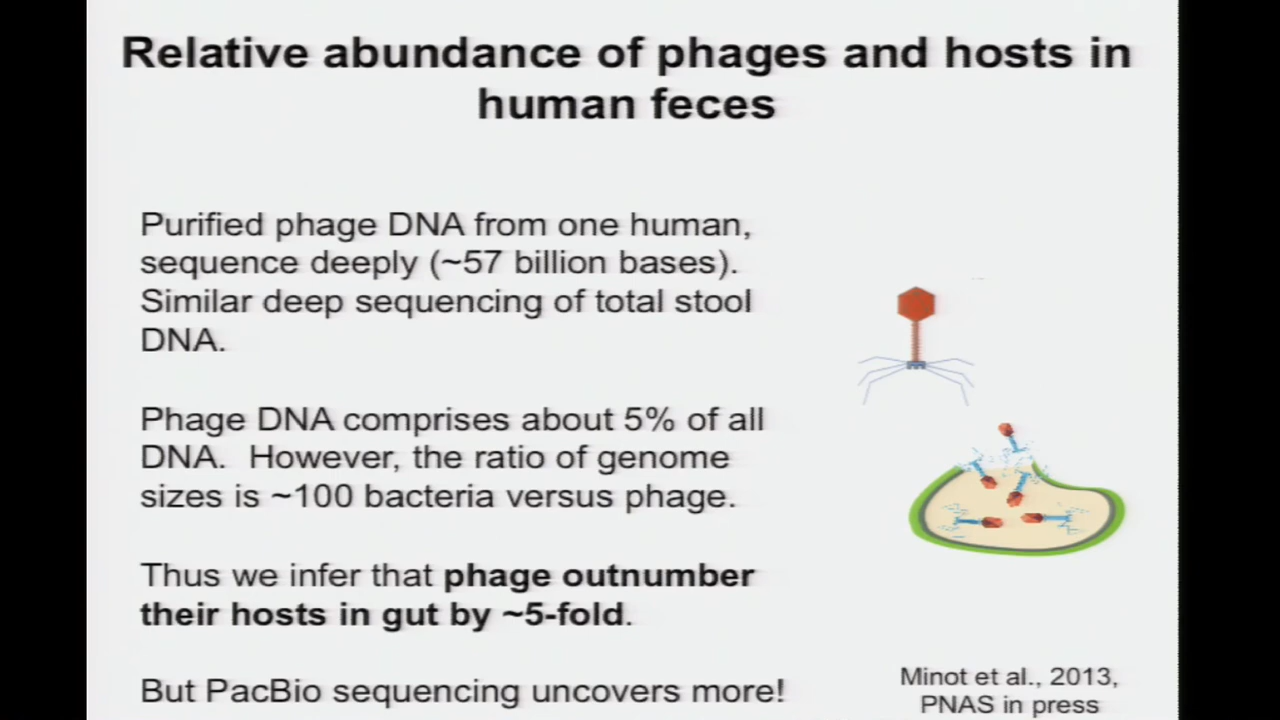 Relative abundance of phages and hosts in
human feces
Purified phage DNA from one human,
sequence deeply (~57 billion bases).
Similar deep sequencing of total stool
DNA.
Phage DNA comprises about 5% of all
DNA. However, the ratio of genome
sizes is ~100 bacteria versus phage.
Thus we infer that phage outnumber
their hosts in gut by ~5-fold.
But PacBio sequencing uncovers more!
Minot et al., 2013,
PNAS in press